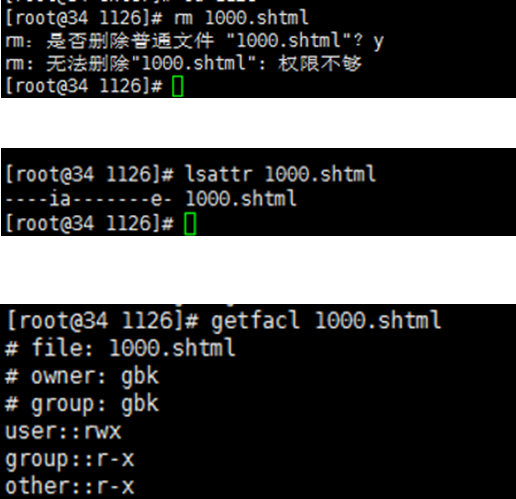 [root@34 1126]# rm 1000.shtml
rm: 是否删除普通文件 "1000.shtml"? y
rm: 无法删除"1000.shtml": 权限不够
[root@34 1126]#
[root@34 1126]# lsattr 1000.shtml
----ia-------e- 1000.shtml
[root@34 1126]#
[root@34 1126]# getfacl 1000.shtml
# file: 1000.shtml
# owner: gbk
# group: gbk
user::rwx
group::r-x
other::r-x